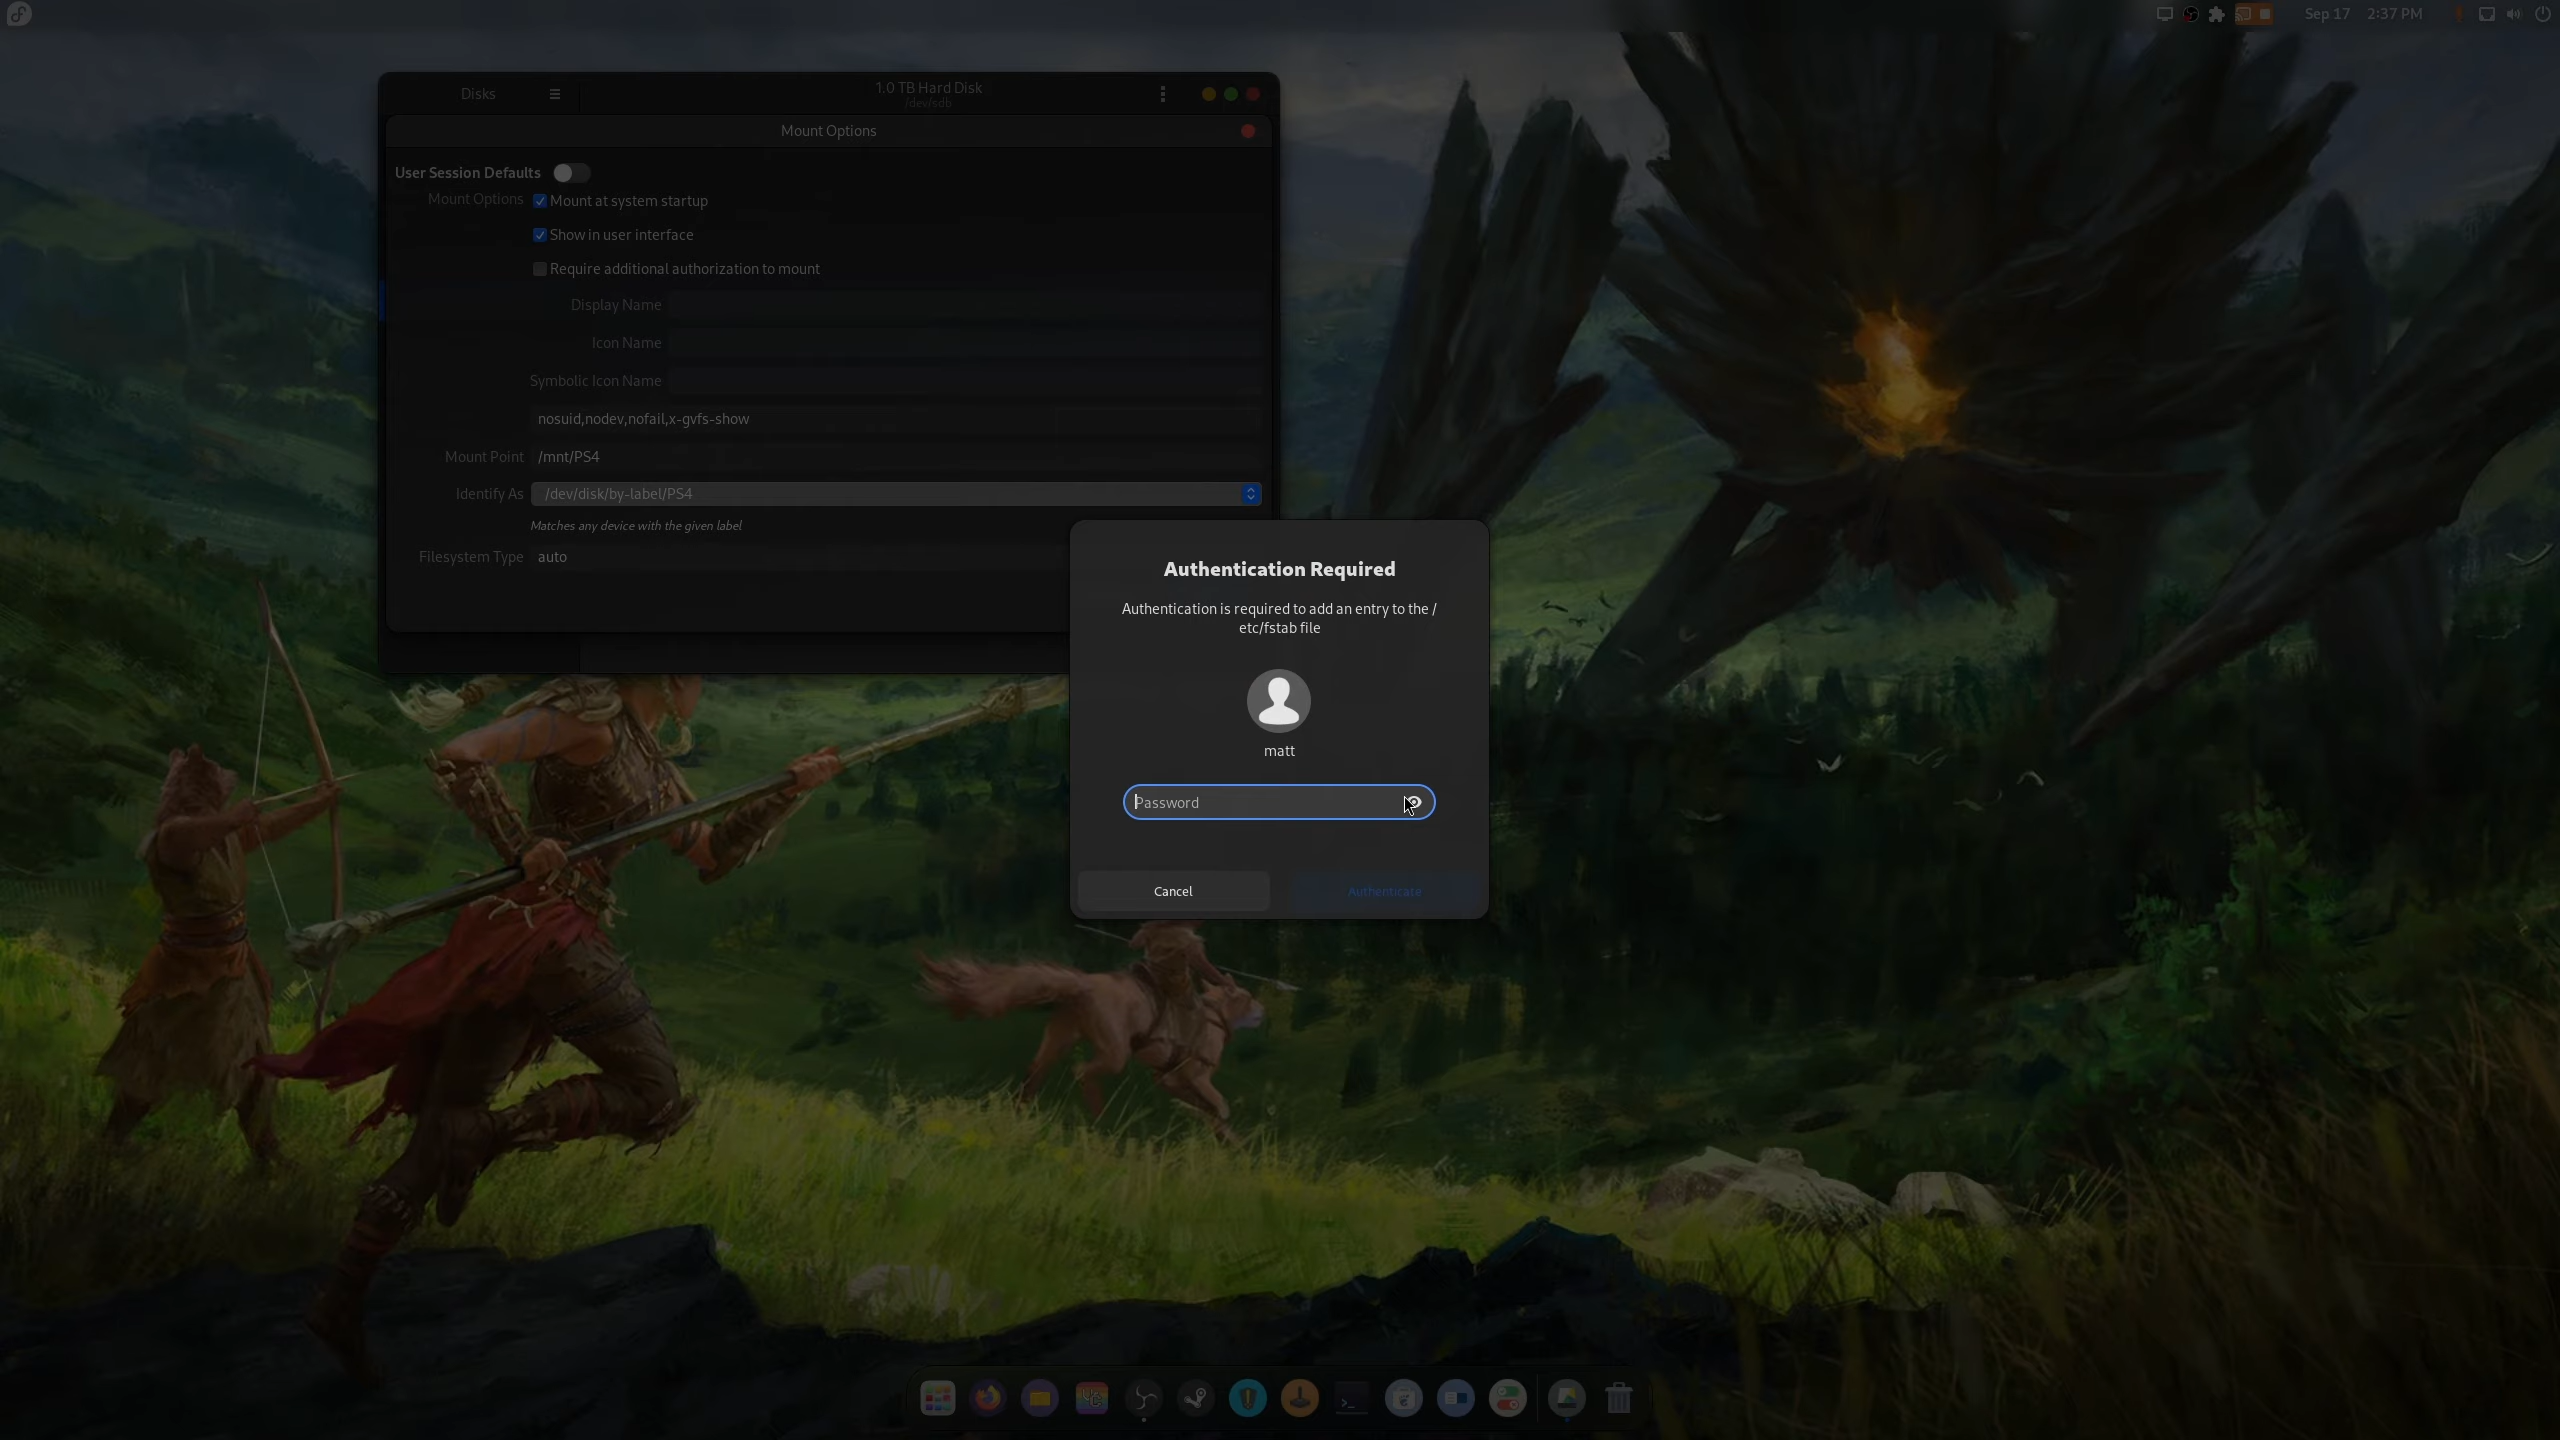 Sep 17 2:37 PM
Disks
1.0 TB Hard Disk
/dev/sdb
Mount Options
User Session Defaults
Mount Options
Mount at system startup
Show in user interface
Require additional authorization to mount
Display Name
Icon Name
Symbolic Icon Name
nosuid,nodev,nofail,x-gvfs-show
Mount Point /mnt/PS4
Identify As /dev/disk/by-label/PS4
Matches any device with the given label
Filesystem Type auto
Authentication Required
Authentication is required to add an entry to the /
etc/fstab file
matt
Password
Cancel
Authenticate